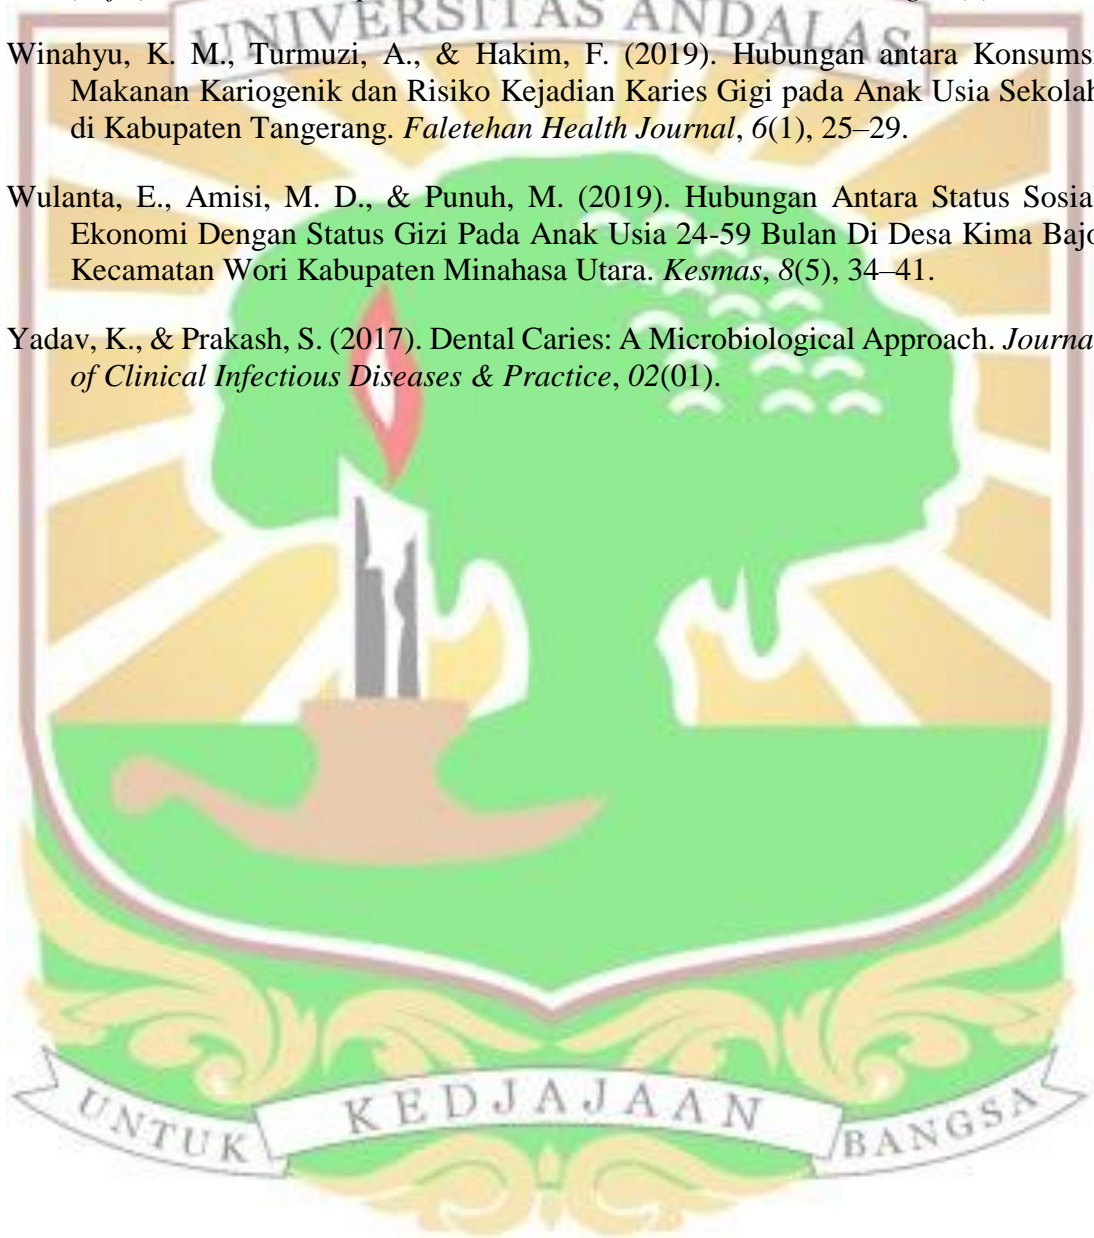 UNIVERSITAS ANDALAS
Winahyu, K. M., Turmuzi, A., & Hakim, F. (2019). Hubungan antara Konsumsi
Makanan Kariogenik dan Risiko Kejadian Karies Gigi pada Anak Usia Sekolah
di Kabupaten Tangerang. Faletehan Health Journal, 6(1), 25–29.
Wulanta, E., Amisi, M. D., & Punuh, M. (2019). Hubungan Antara Status Sosial
Ekonomi Dengan Status Gizi Pada Anak Usia 24-59 Bulan Di Desa Kima Bajo
Kecamatan Wori Kabupaten Minahasa Utara. Kesmas, 8(5), 34–41.
Yadav, K., & Prakash, S. (2017). Dental Caries: A Microbiological Approach. Journal
of Clinical Infectious Diseases & Practice, 02(01).
UNTUK KEDJAJAAN BANGSA